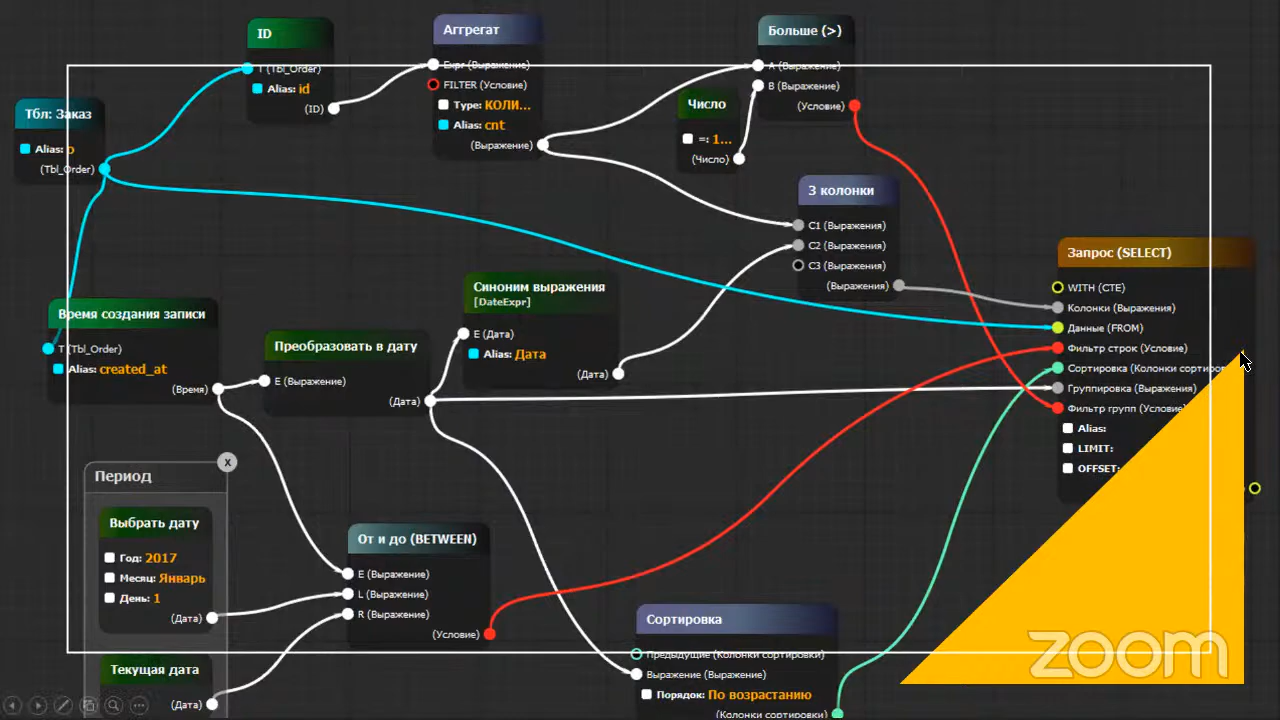 ID
T (Tbl_Order)
Alias: id
(ID)
Аггрегат
Expr (Выражение)
FILTER (Условие)
Type: КОЛИ...
Alias: cnt
(Выражение)
Больше (>)
A (Выражение)
B (Выражение)
(Условие)
Число
=: 1...
(Число)
Тбл: Заказ
Alias: o
(Tbl_Order)
3 колонки
C1 (Выражения)
C2 (Выражения)
C3 (Выражения)
(Выражения)
Запрос (SELECT)
WITH (CTE)
Колонки (Выражения)
Данные (FROM)
Фильтр строк (Условие)
Сортировка (Колонки сортиров
Группировка (Выражения)
Фильтр групп (Условие)
Alias:
LIMIT:
OFFSET:
Синоним выражения
[DateExpr]
E (Дата)
Alias: Дата
(Дата)
Время создания записи
T (Tbl_Order)
Alias: created_at
(Время)
Преобразовать в дату
E (Выражение)
(Дата)
Период
X
Выбрать дату
Год: 2017
Месяц: Январь
День: 1
(Дата)
Текущая дата
(Дата)
От и до (BETWEEN)
E (Выражение)
L (Выражение)
R (Выражение)
(Условие)
Сортировка
Предыдущие (Колонки сортировки)
Выражение (Выражение)
Порядок: По возрастанию
(Колонки сортировки)
zoom